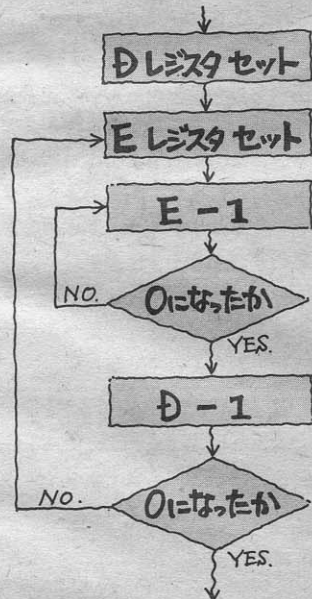 Dレジスタ セット
E レジスタ セット
E - 1
0になったか
NO.
YES.
D - 1
0になったか
NO.
YES.